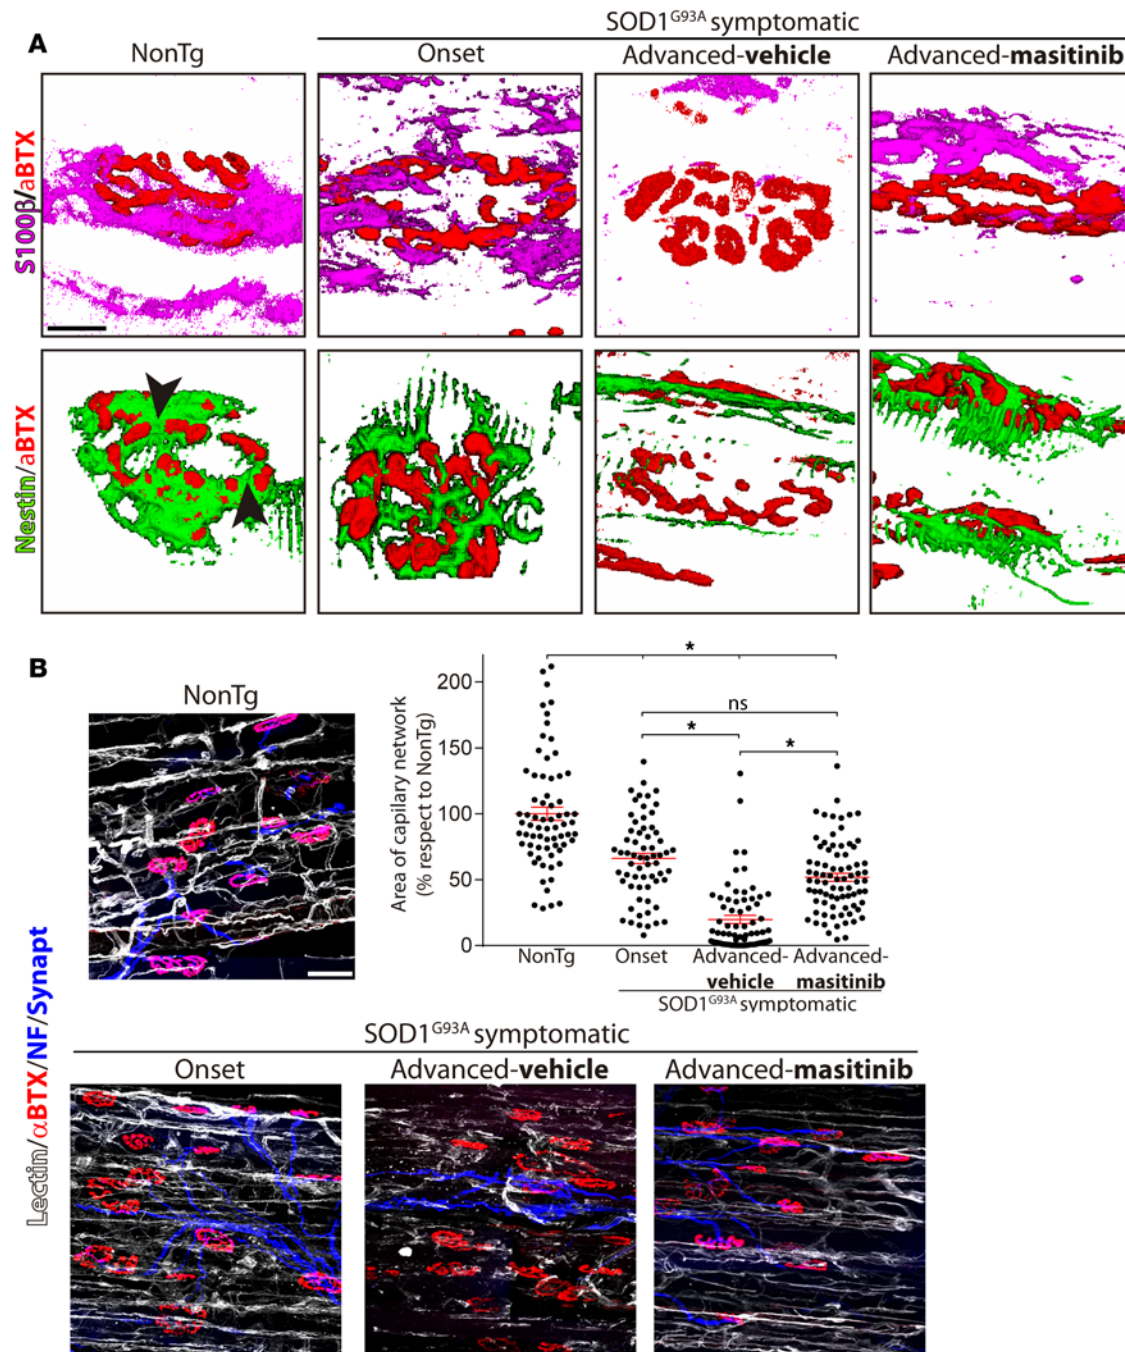 A
SOD1G93A symptomatic
NonTg
Onset
Advanced-vehicle
Advanced-masitinib
S100β/aBTX
Nestin/aBTX
B
NonTg
Area of capilary network
(% respect to NonTg)
200
150
100
50
0
*
ns
*
*
NonTg
Onset
Advanced-
vehicle
Advanced-
masitinib
SOD1G93A symptomatic
Lectin/αBTX/NF/Synapt
SOD1G93A symptomatic
Onset
Advanced-vehicle
Advanced-masitinib